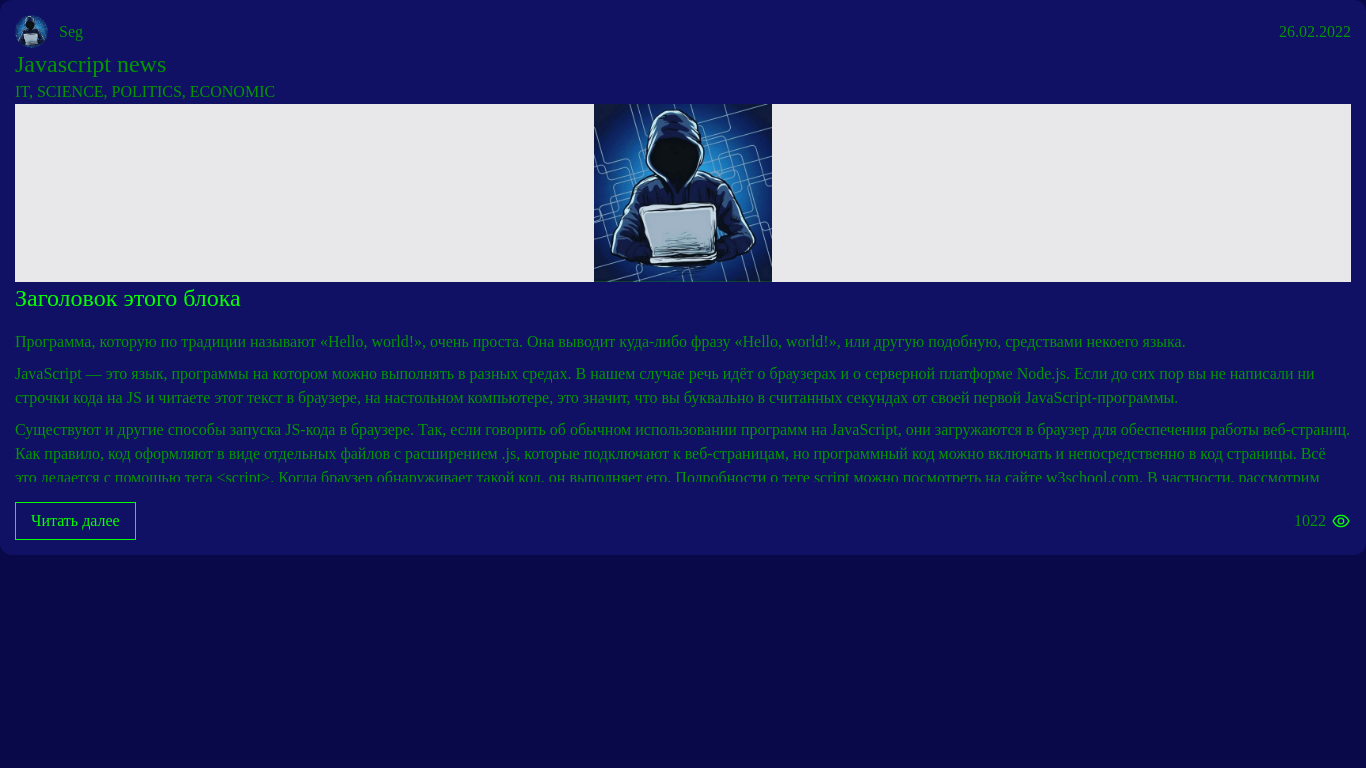 Seg
26.02.2022
Javascript news
IT, SCIENCE, POLITICS, ECONOMIC
Заголовок этого блока
Программа, которую по традиции называют «Hello, world!», очень проста. Она выводит куда-либо фразу «Hello, world!», или другую подобную, средствами некоего языка.
JavaScript — это язык, программы на котором можно выполнять в разных средах. В нашем случае речь идёт о браузерах и о серверной платформе Node.js. Если до сих пор вы не написали ни
строчки кода на JS и читаете этот текст в браузере, на настольном компьютере, это значит, что вы буквально в считанных секундах от своей первой JavaScript-программы.
Существуют и другие способы запуска JS-кода в браузере. Так, если говорить об обычном использовании программ на JavaScript, они загружаются в браузер для обеспечения работы веб-страниц.
Как правило, код оформляют в виде отдельных файлов с расширением .js, которые подключают к веб-страницам, но программный код можно включать и непосредственно в код страницы. Всё
это делается с помощью тега <script>. Когда браузер обнаруживает такой код, он выполняет его. Подробности о теге script можно посмотреть на сайте w3school.com. В частности, рассмотрим
Читать далее
1022